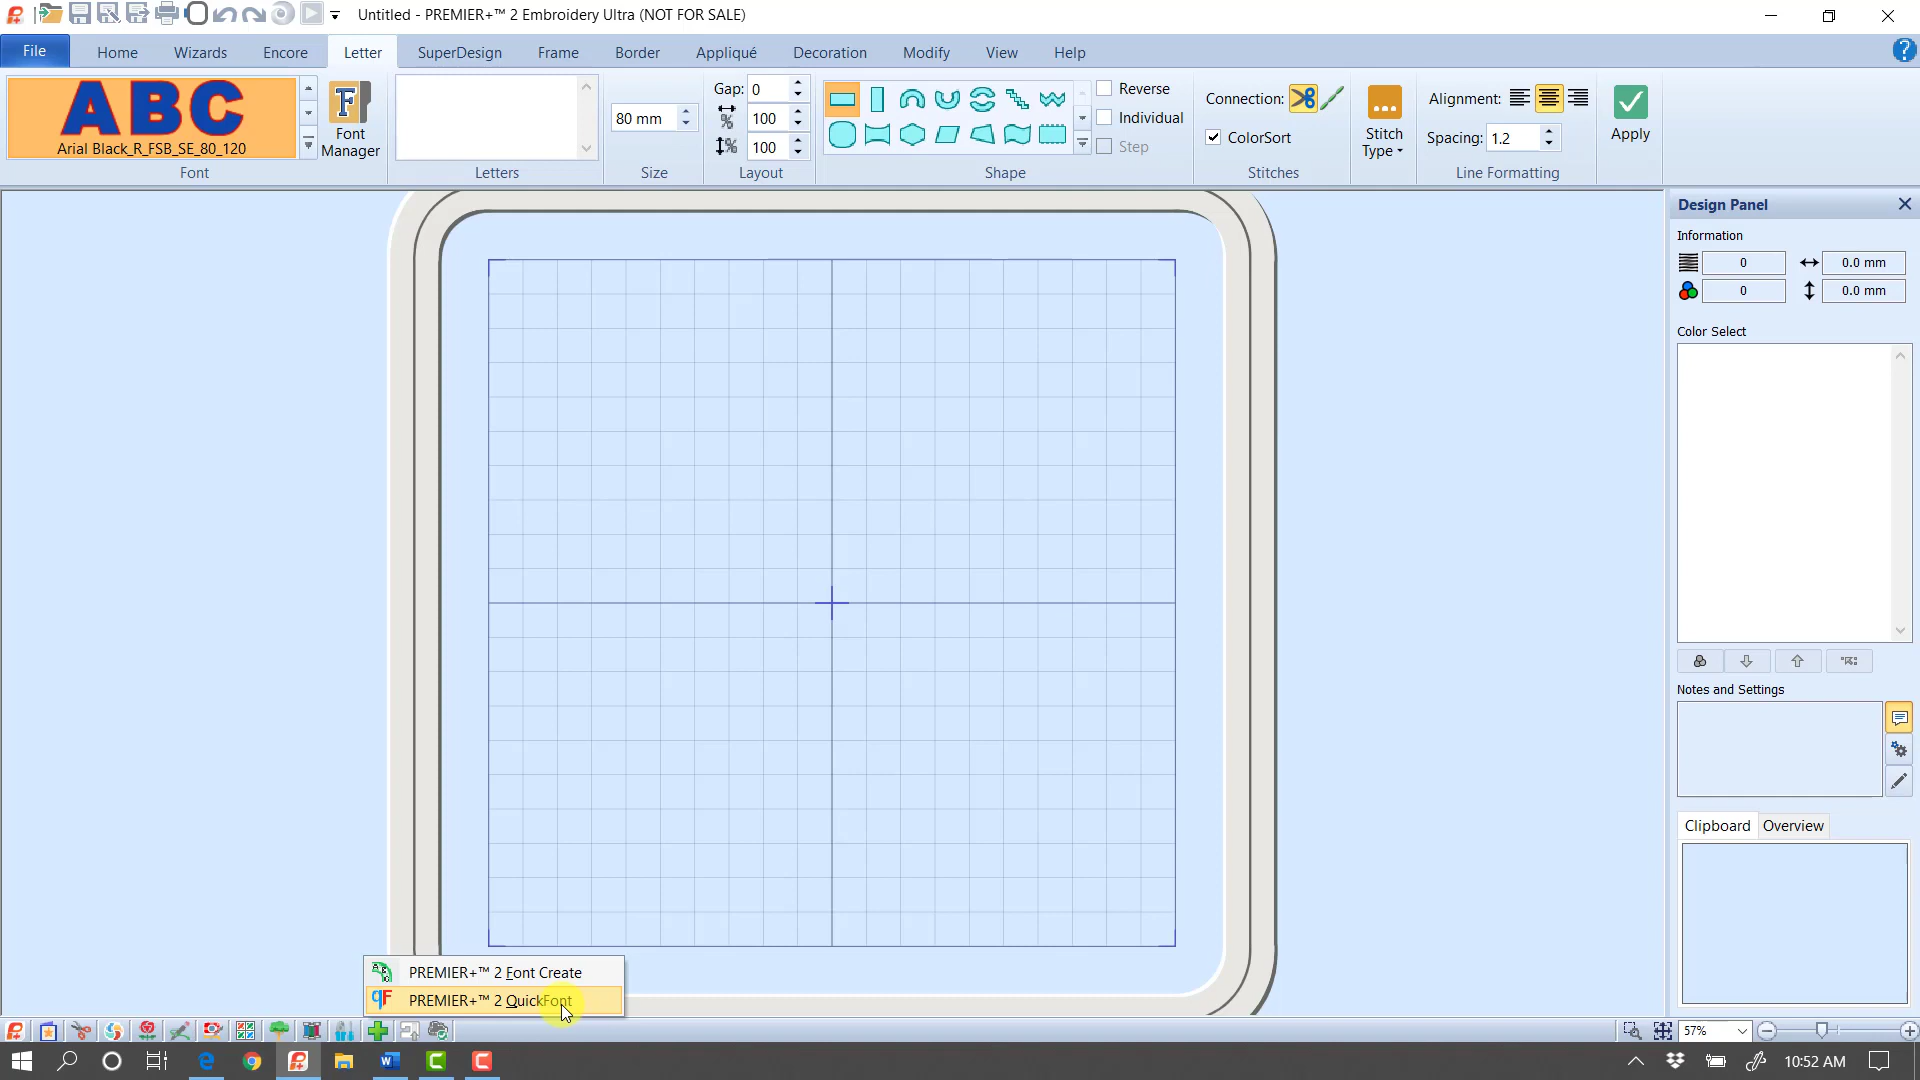 Untitled - PREMIER+™ 2 Embroidery Ultra (NOT FOR SALE)
File Home Wizards Encore Letter SuperDesign Frame Border Appliqué Decoration Modify View Help
ABC
Arial Black_R_FSB_SE_80_120
Font Manager
80 mm
Gap: 0
100
100
Reverse
Individual
Step
Connection:
ColorSort
Stitch Type
Alignment:
Spacing: 1.2
Apply
Font Letters Size Layout Shape Stitches Line Formatting
Design Panel
Information
0 0.0 mm
0 0.0 mm
Color Select
Notes and Settings
Clipboard Overview
PREMIER+™ 2 Font Create
PREMIER+™ 2 QuickFont
57%
10:52 AM